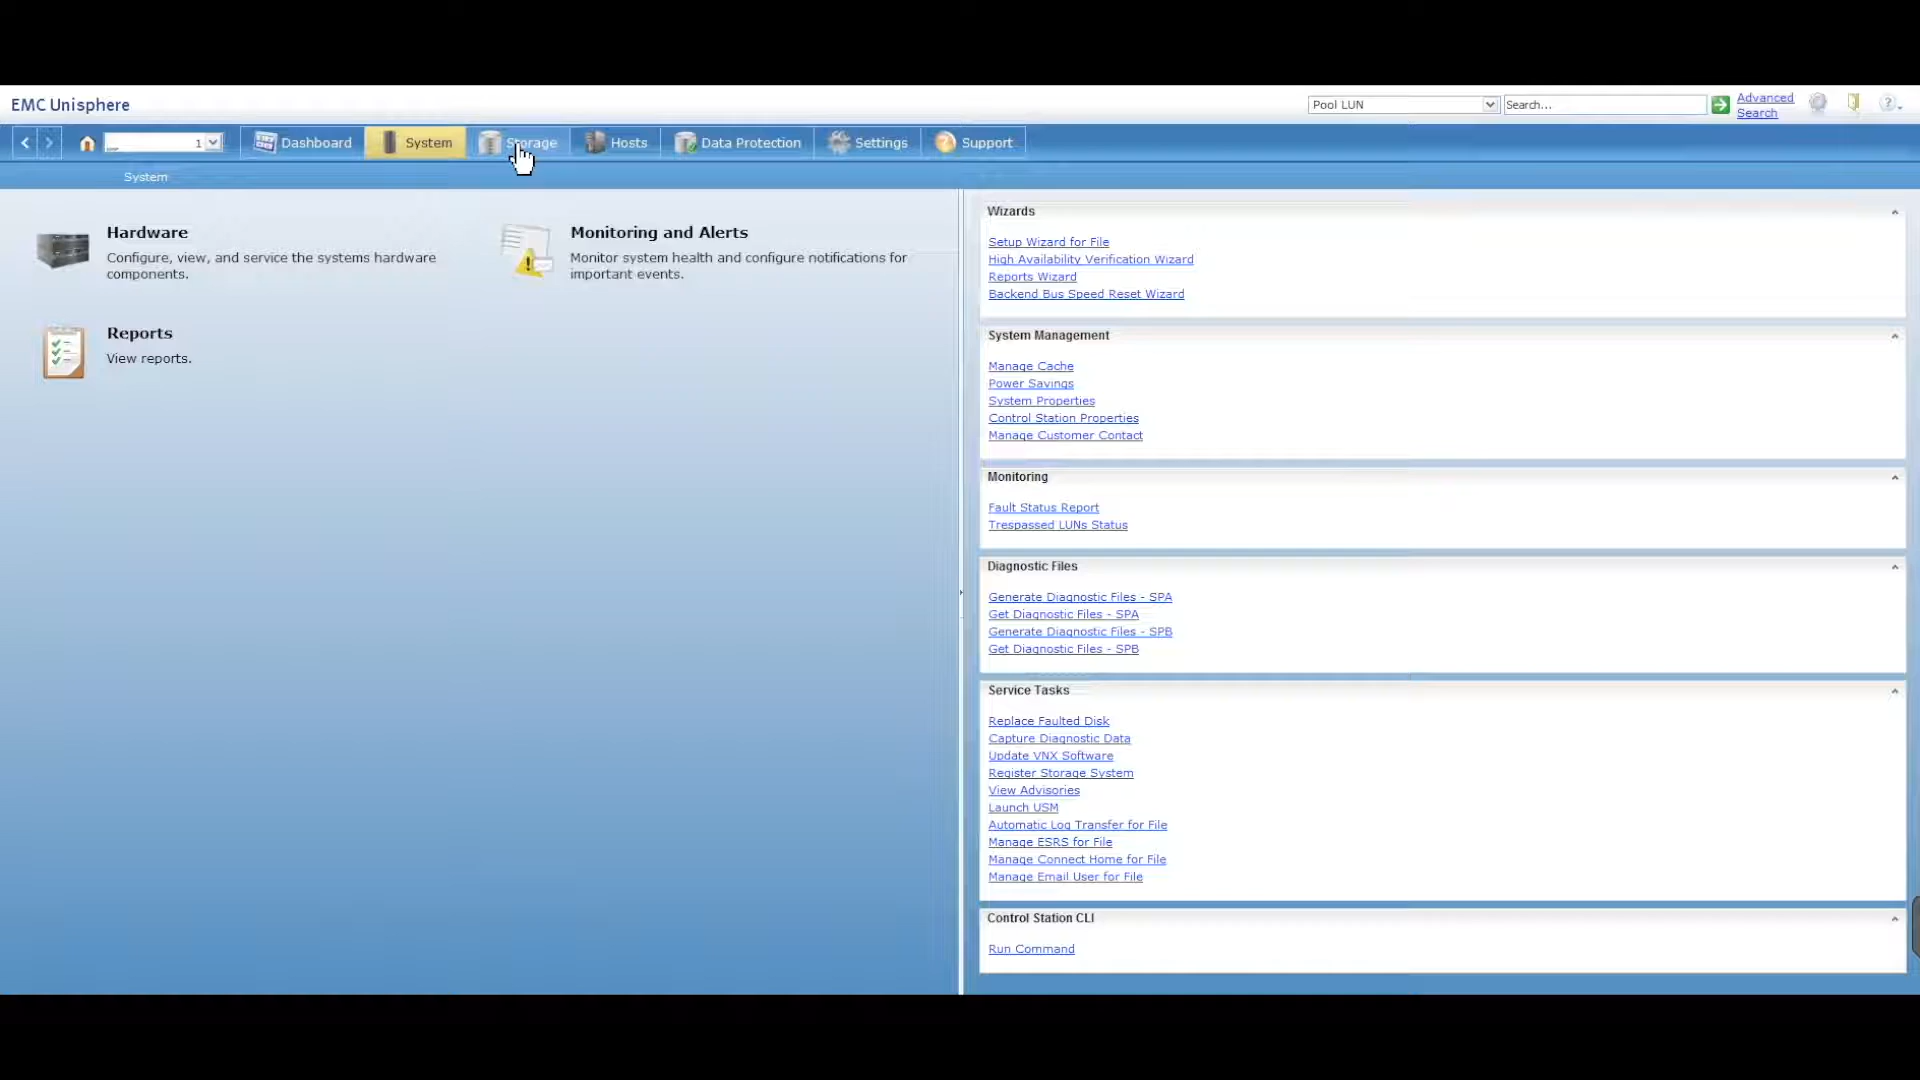 EMC Unisphere
Pool LUN
Search...
Advanced
Search
?
1
Dashboard
System
Storage
Hosts
Data Protection
Settings
Support
System
Hardware
Configure, view, and service the systems hardware
components.
Monitoring and Alerts
Monitor system health and configure notifications for
important events.
Reports
View reports.
Wizards
Setup Wizard for File
High Availability Verification Wizard
Reports Wizard
Backend Bus Speed Reset Wizard
System Management
Manage Cache
Power Savings
System Properties
Control Station Properties
Manage Customer Contact
Monitoring
Fault Status Report
Trespassed LUNs Status
Diagnostic Files
Generate Diagnostic Files - SPA
Get Diagnostic Files - SPA
Generate Diagnostic Files - SPB
Get Diagnostic Files - SPB
Service Tasks
Replace Faulted Disk
Capture Diagnostic Data
Update VNX Software
Register Storage System
View Advisories
Launch USM
Automatic Log Transfer for File
Manage ESRS for File
Manage Connect Home for File
Manage Email User for File
Control Station CLI
Run Command